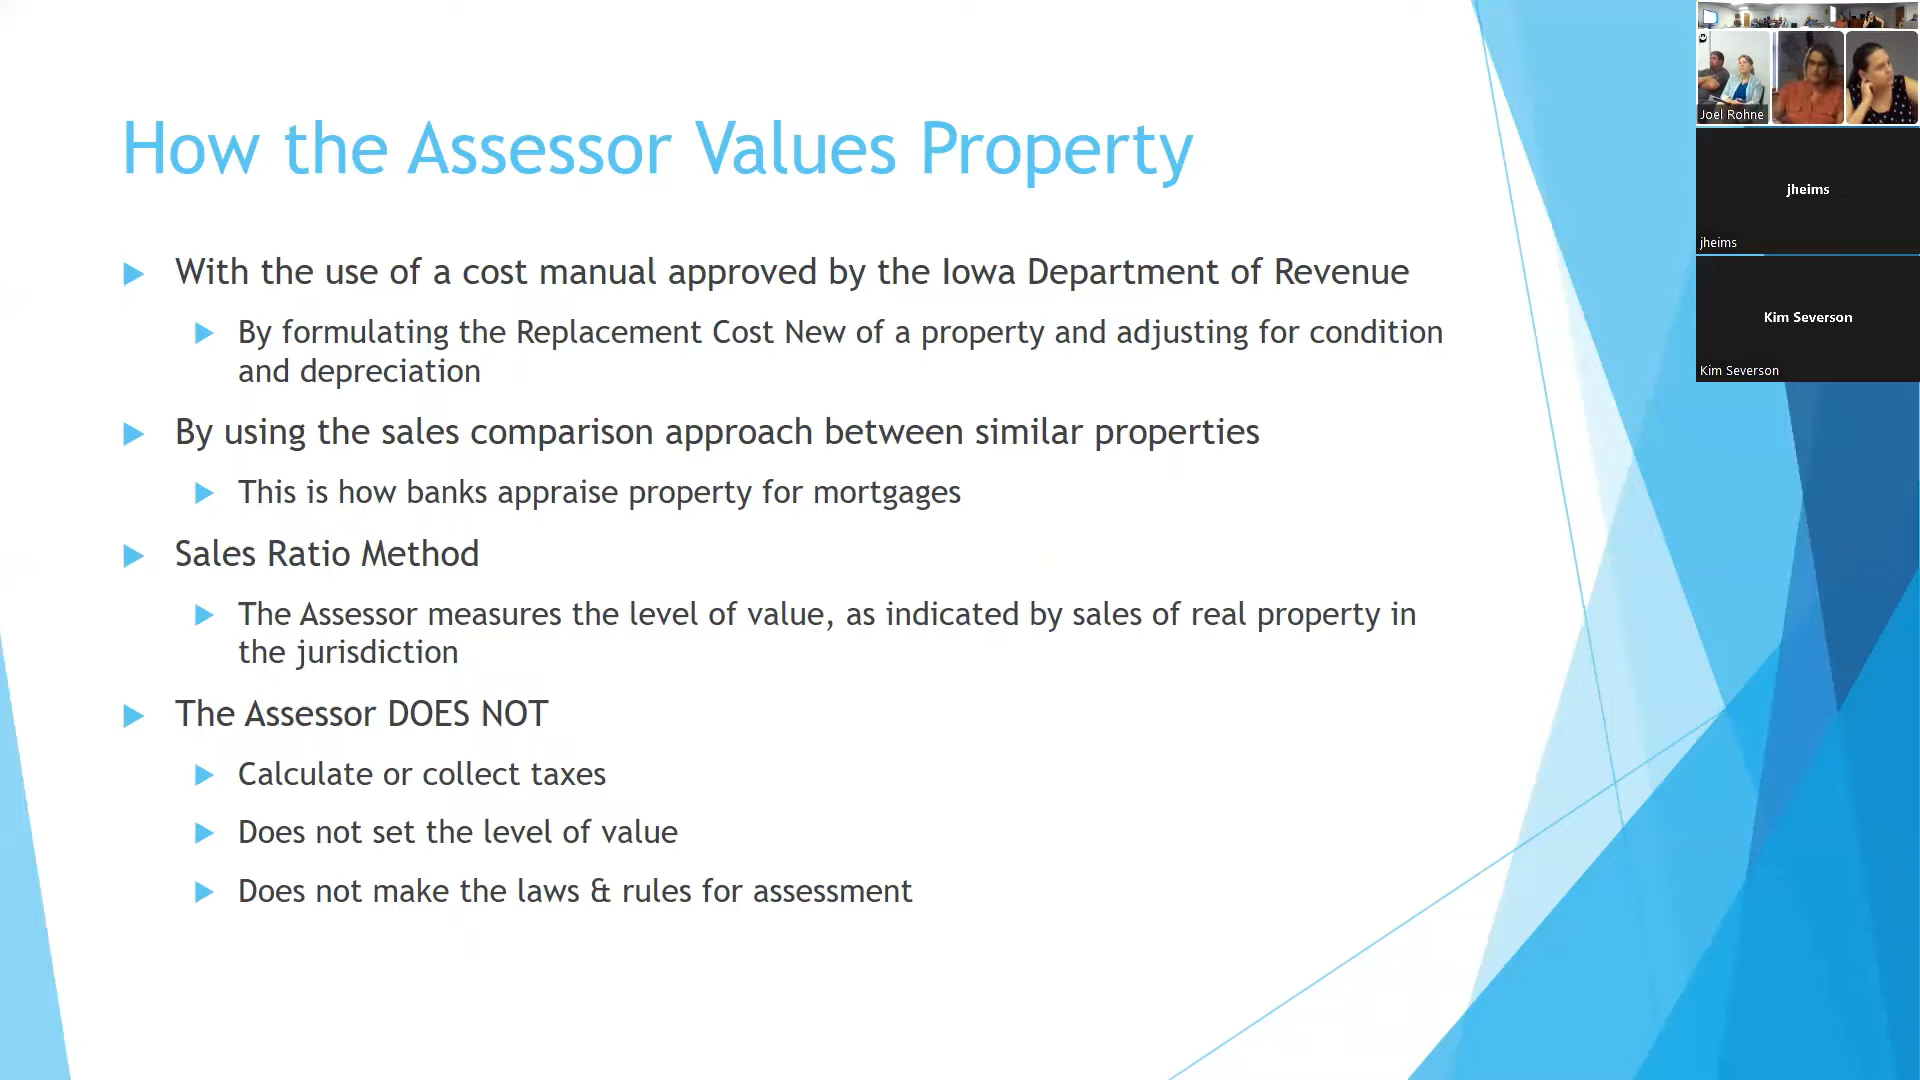 How the Assessor Values Property
With the use of a cost manual approved by the Iowa Department of Revenue
By formulating the Replacement Cost New of a property and adjusting for condition
and depreciation
By using the sales comparison approach between similar properties
This is how banks appraise property for mortgages
Sales Ratio Method
The Assessor measures the level of value, as indicated by sales of real property in
the jurisdiction
The Assessor DOES NOT
Calculate or collect taxes
Does not set the level of value
Does not make the laws & rules for assessment
Joel Rohne
jheims
jheims
Kim Severson
Kim Severson